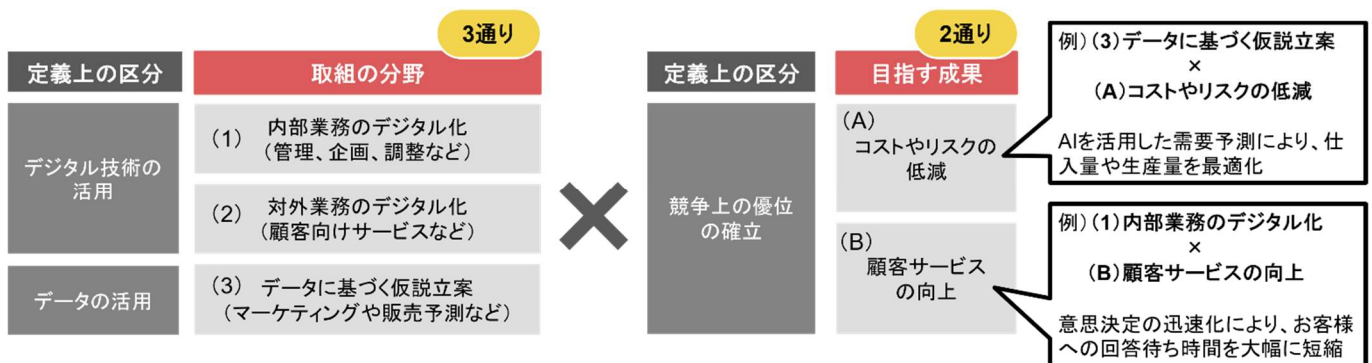 3通り
定義上の区分
取組の分野
デジタル技術の
活用
(1)
内部業務のデジタル化
(管理、企画、調整など)
(2)
対外業務のデジタル化
(顧客向けサービスなど)
データの活用
(3)
データに基づく仮説立案
(マーケティングや販売予測など)
×
2通り
定義上の区分
目指す成果
競争上の優位
の確立
(A)
コストやリスクの
低減
(B)
顧客サービス
の向上
例)(3)データに基づく仮説立案
×
(A)コストやリスクの低減
AIを活用した需要予測により、仕
入量や生産量を最適化
例)(1)内部業務のデジタル化
×
(B)顧客サービスの向上
意思決定の迅速化により、お客様
への回答待ち時間を大幅に短縮